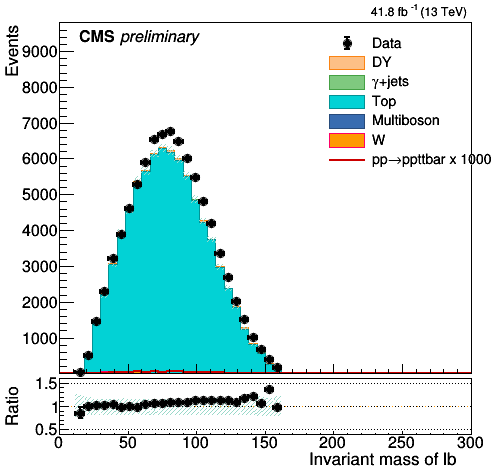 41.8 fb⁻¹ (13 TeV)
CMS preliminary
Events
9000
8000
7000
6000
5000
4000
3000
2000
1000
0
Data
DY
γ+jets
Top
Multiboson
W
pp→ppttbar x 1000
Ratio
1.5
1
0.5
0 50 100 150 200 250 300
Invariant mass of lb